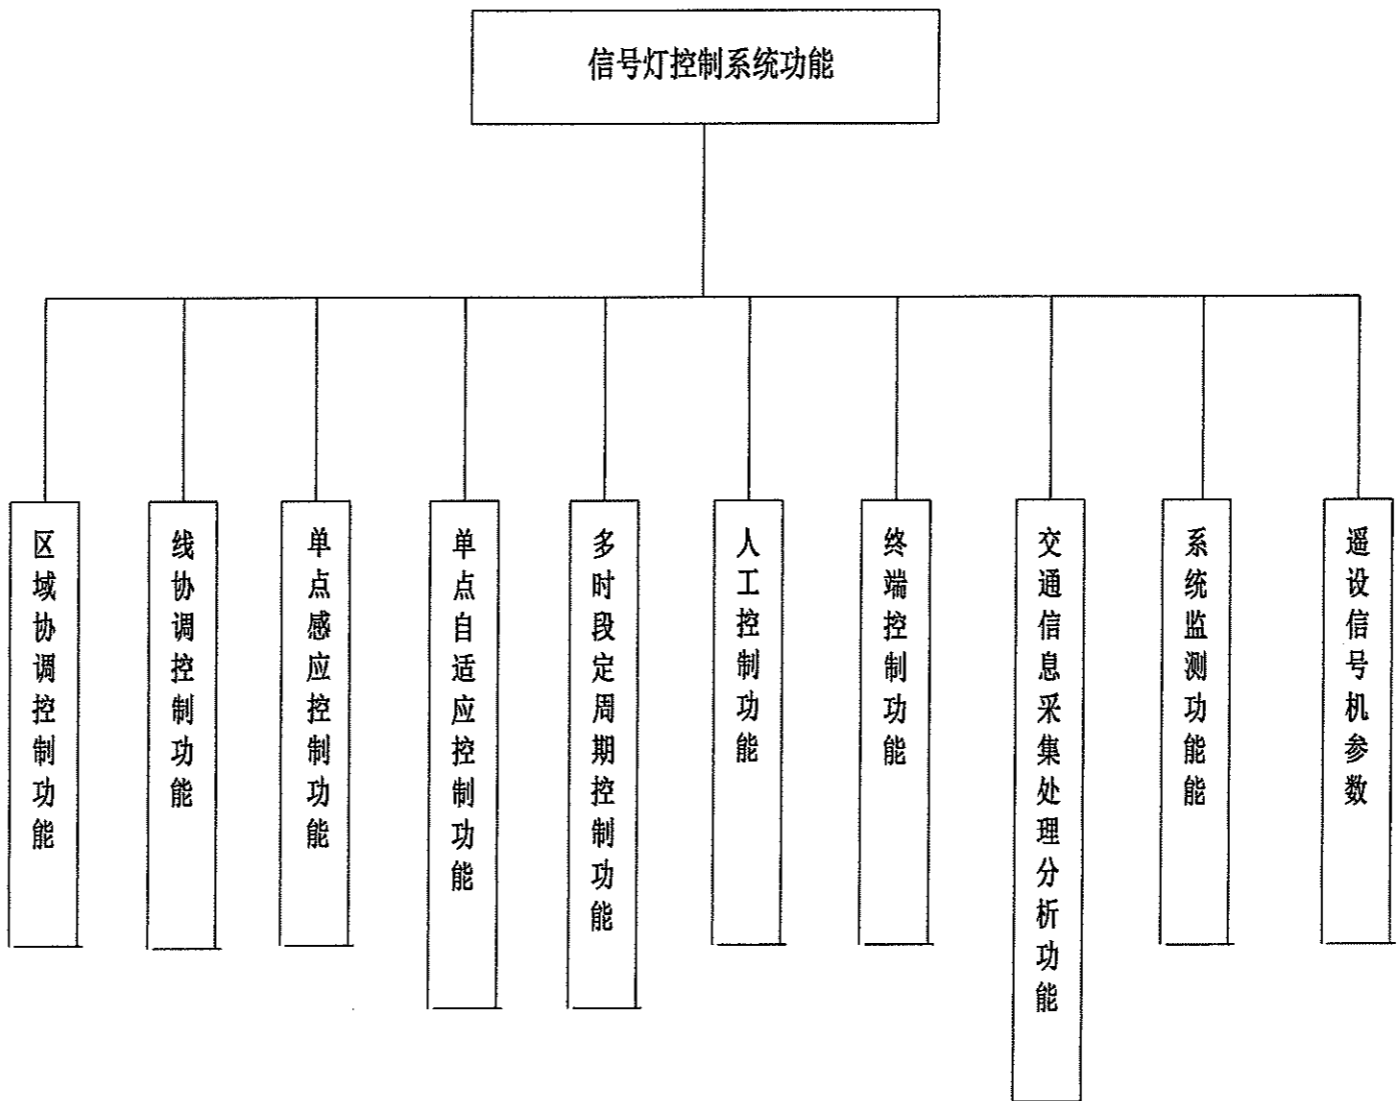 信号灯控制系统功能
区域协调控制功能
线协调控制功能
单点感应控制功能
单点自适应控制功能
多时段定周期控制功能
人工控制功能
终端控制功能
交通信息采集处理分析功能
系统监测功能能
遥设信号机参数